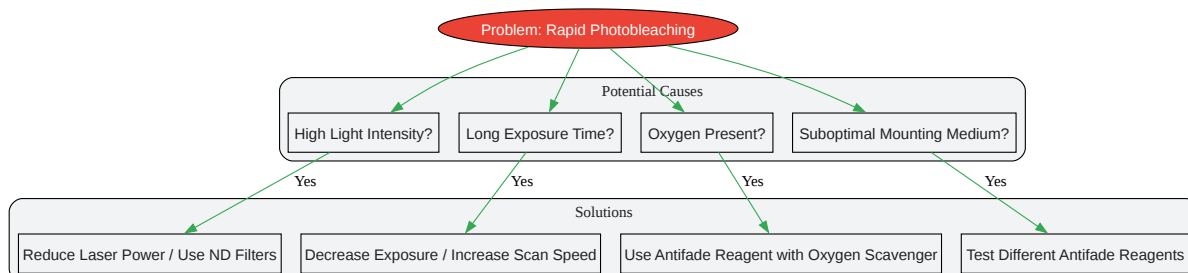 Problem: Rapid Photobleaching
Potential Causes
High Light Intensity?
Long Exposure Time?
Oxygen Present?
Suboptimal Mounting Medium?
Yes
Yes
Yes
Yes
Solutions
Reduce Laser Power / Use ND Filters
Decrease Exposure / Increase Scan Speed
Use Antifade Reagent with Oxygen Scavenger
Test Different Antifade Reagents